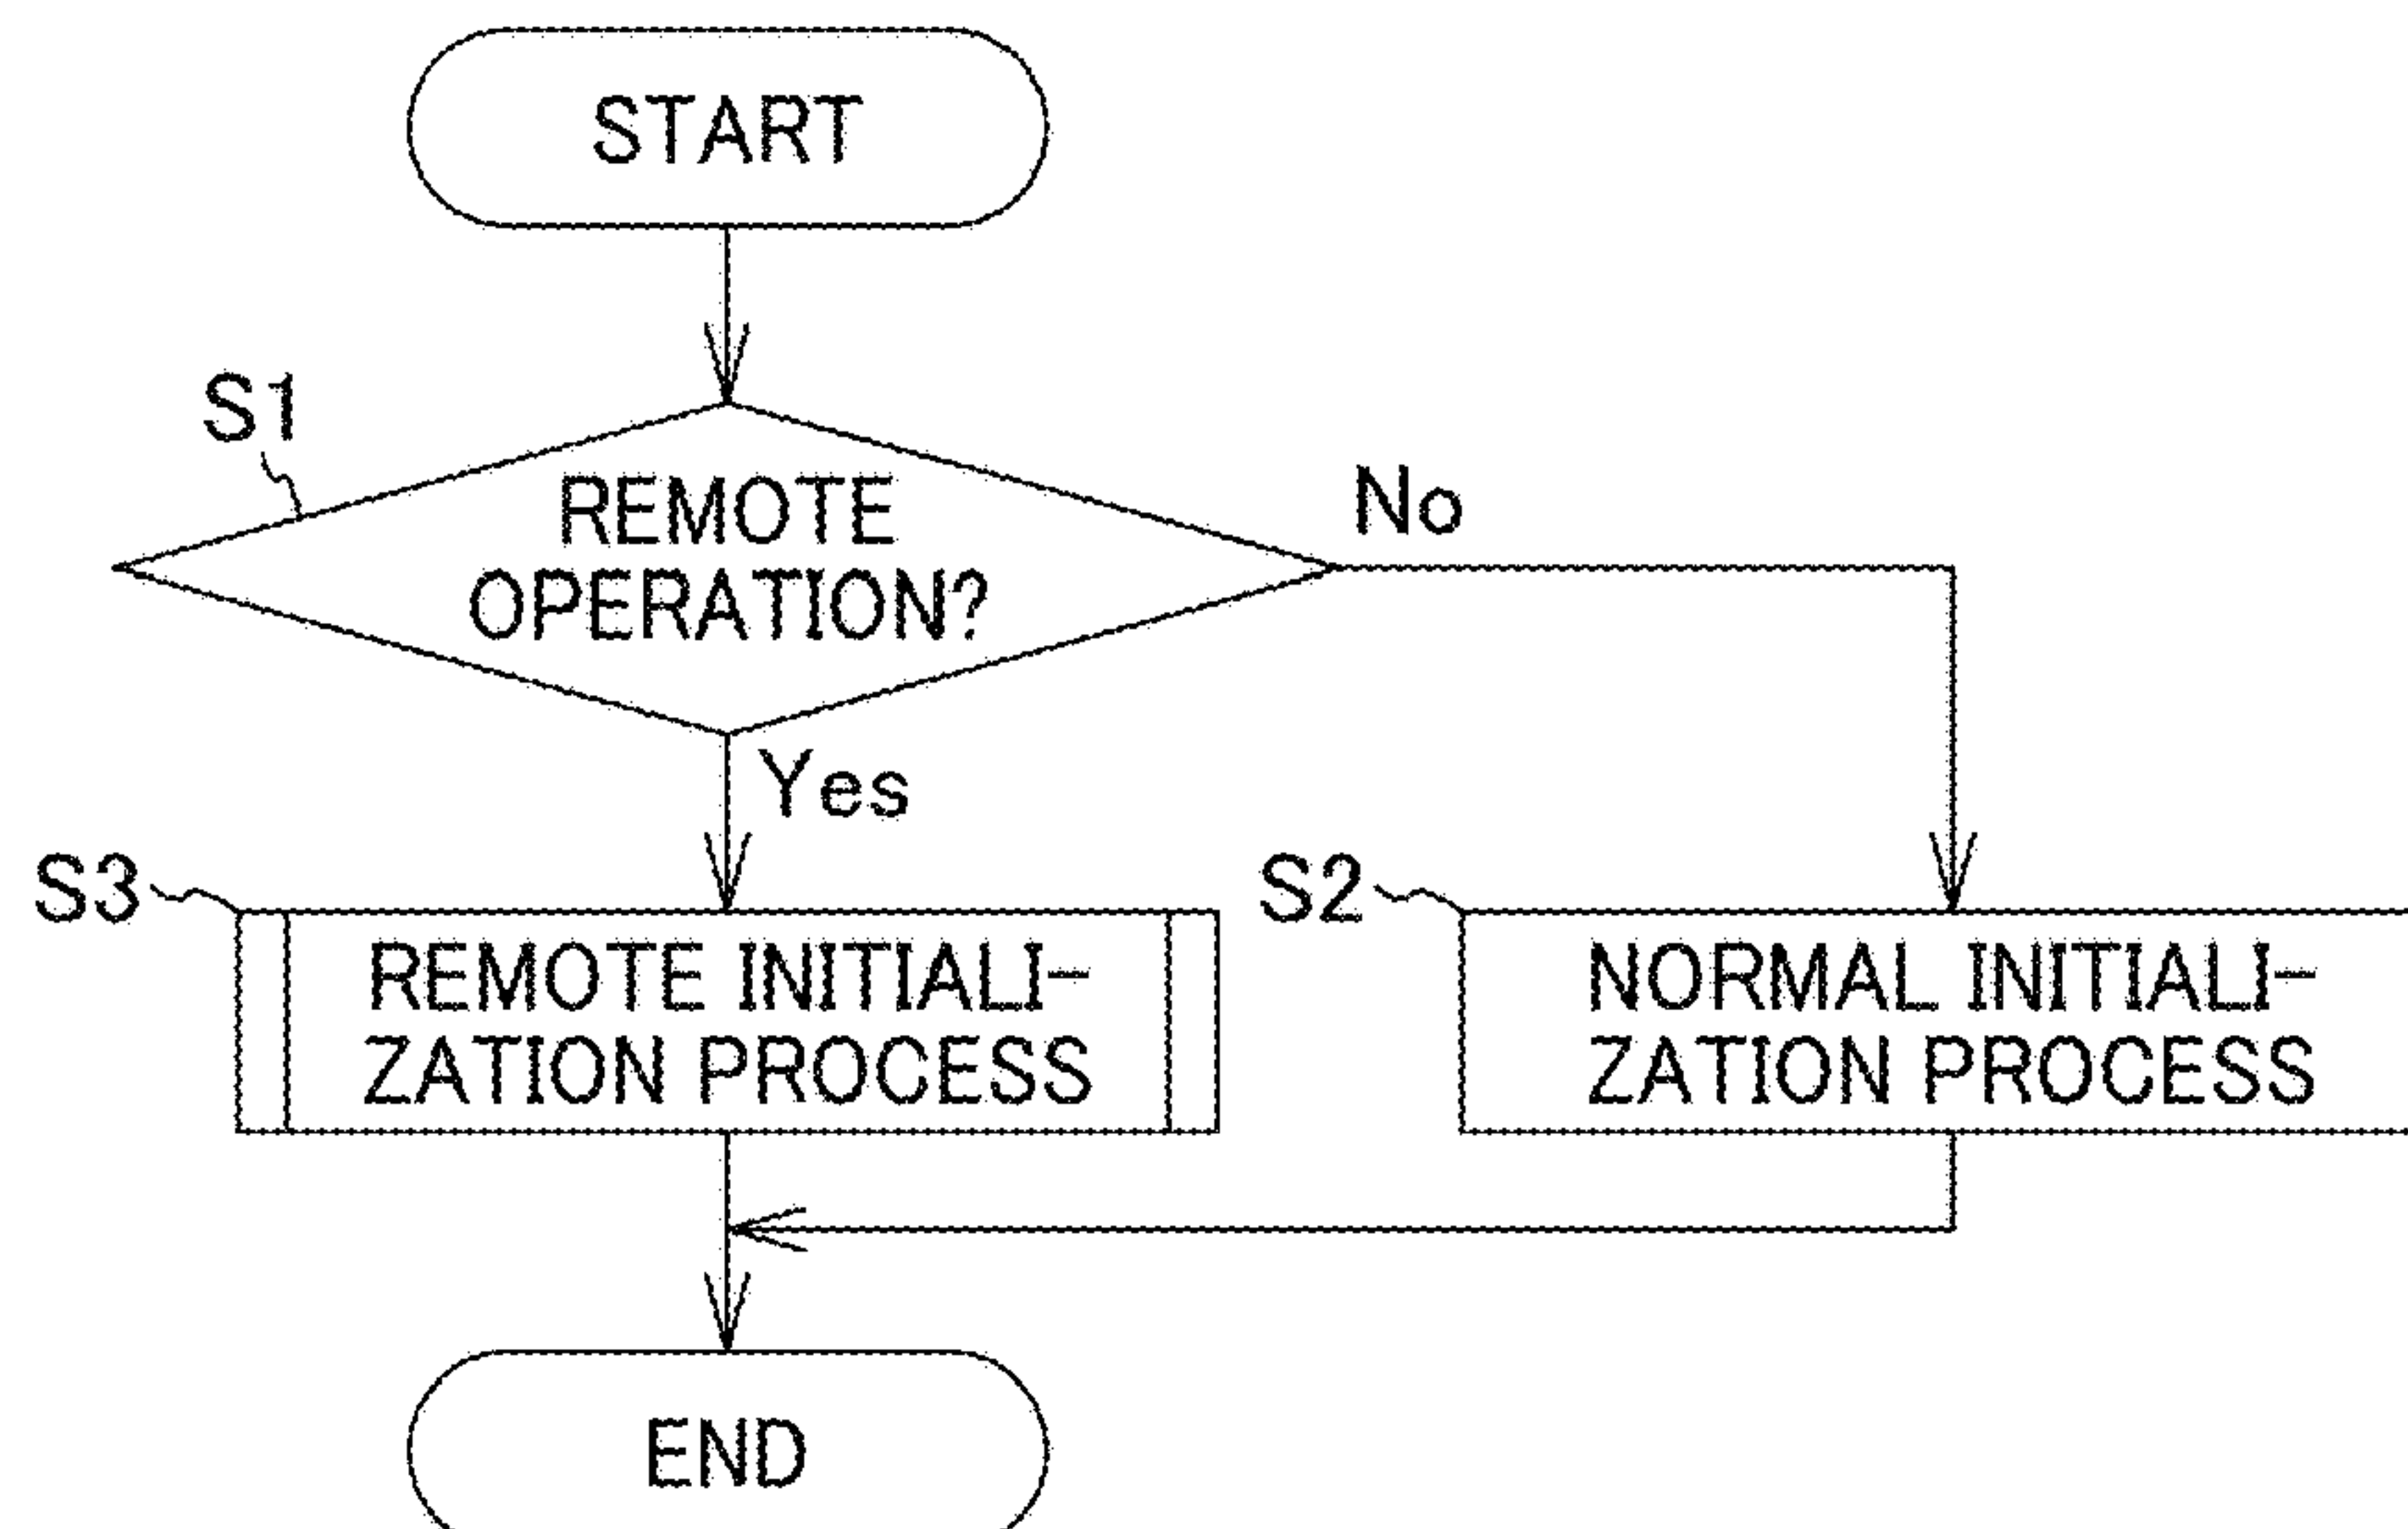 START
S1
REMOTE
OPERATION?
No
Yes
S3
REMOTE INITIALI-
ZATION PROCESS
S2
NORMAL INITIALI-
ZATION PROCESS
END